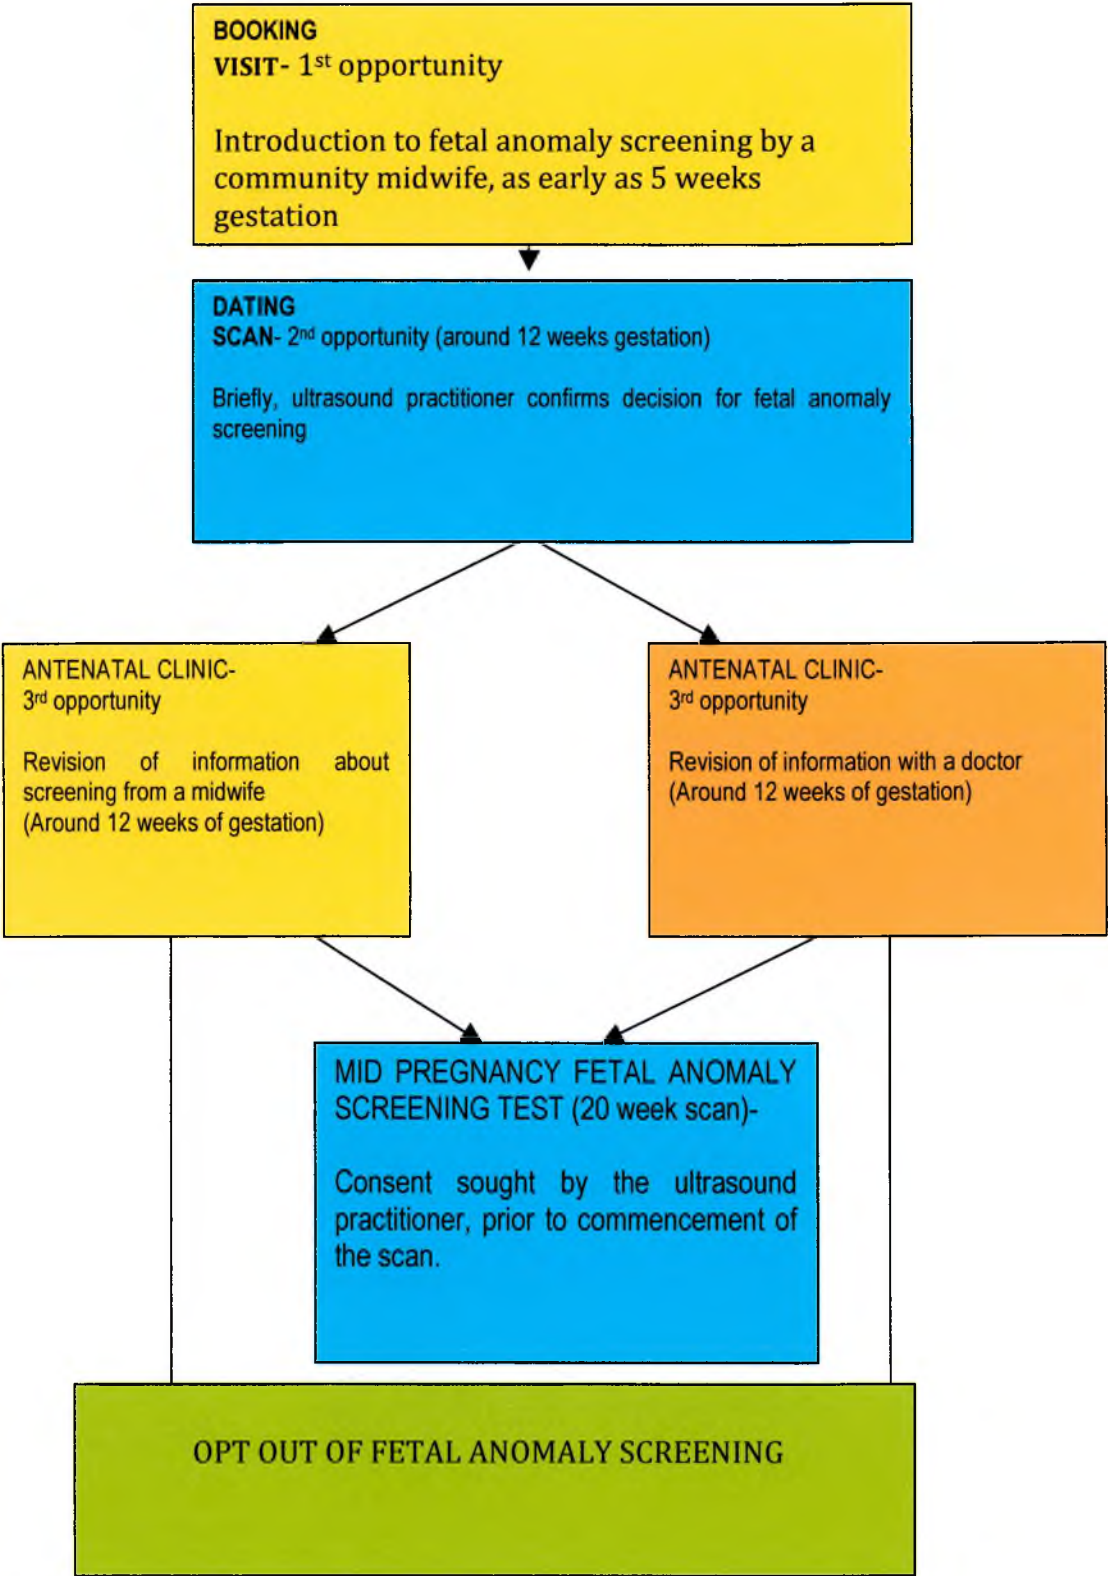 BOOKING
VISIT- 1st opportunity
Introduction to fetal anomaly screening by a
community midwife, as early as 5 weeks
gestation
DATING
SCAN- 2nd opportunity (around 12 weeks gestation)
Briefly, ultrasound practitioner confirms decision for fetal anomaly
screening
ANTENATAL CLINIC-
3rd opportunity
Revision of information about
screening from a midwife
(Around 12 weeks of gestation)
ANTENATAL CLINIC-
3rd opportunity
Revision of information with a doctor
(Around 12 weeks of gestation)
MID PREGNANCY FETAL ANOMALY
SCREENING TEST (20 week scan)-
Consent sought by the ultrasound
practitioner, prior to commencement of
the scan.
OPT OUT OF FETAL ANOMALY SCREENING